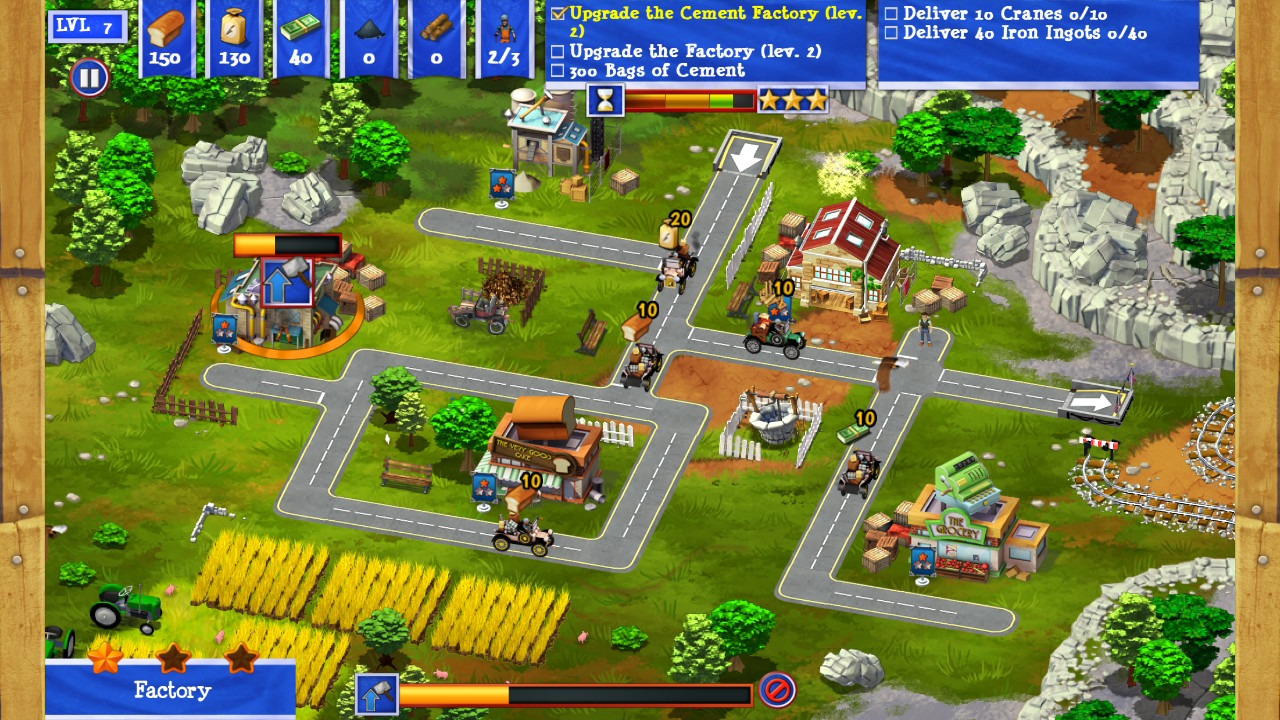 LVL 7
150
130
40
0
0
2/3
Upgrade the Cement Factory (lev.
2)
Upgrade the Factory (lev. 2)
300 Bags of Cement
Deliver 10 Cranes 0/10
Deliver 40 Iron Ingots 0/40
20
10
10
10
THE VERY GOOD
CAKE
10
THE
GROCERY
Factory